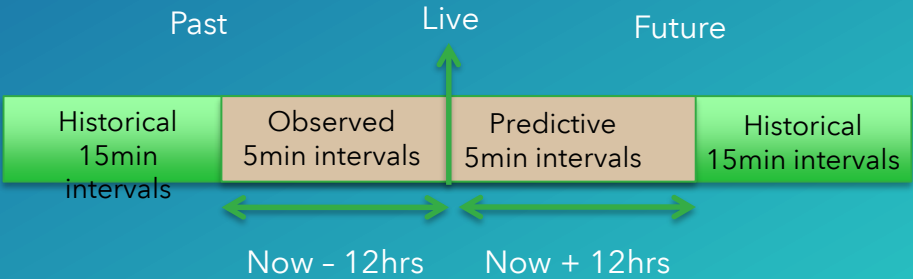 Past
Live
Future
Historical
15min
intervals
Observed
5min intervals
Predictive
5min intervals
Historical
15min intervals
Now – 12hrs
Now + 12hrs